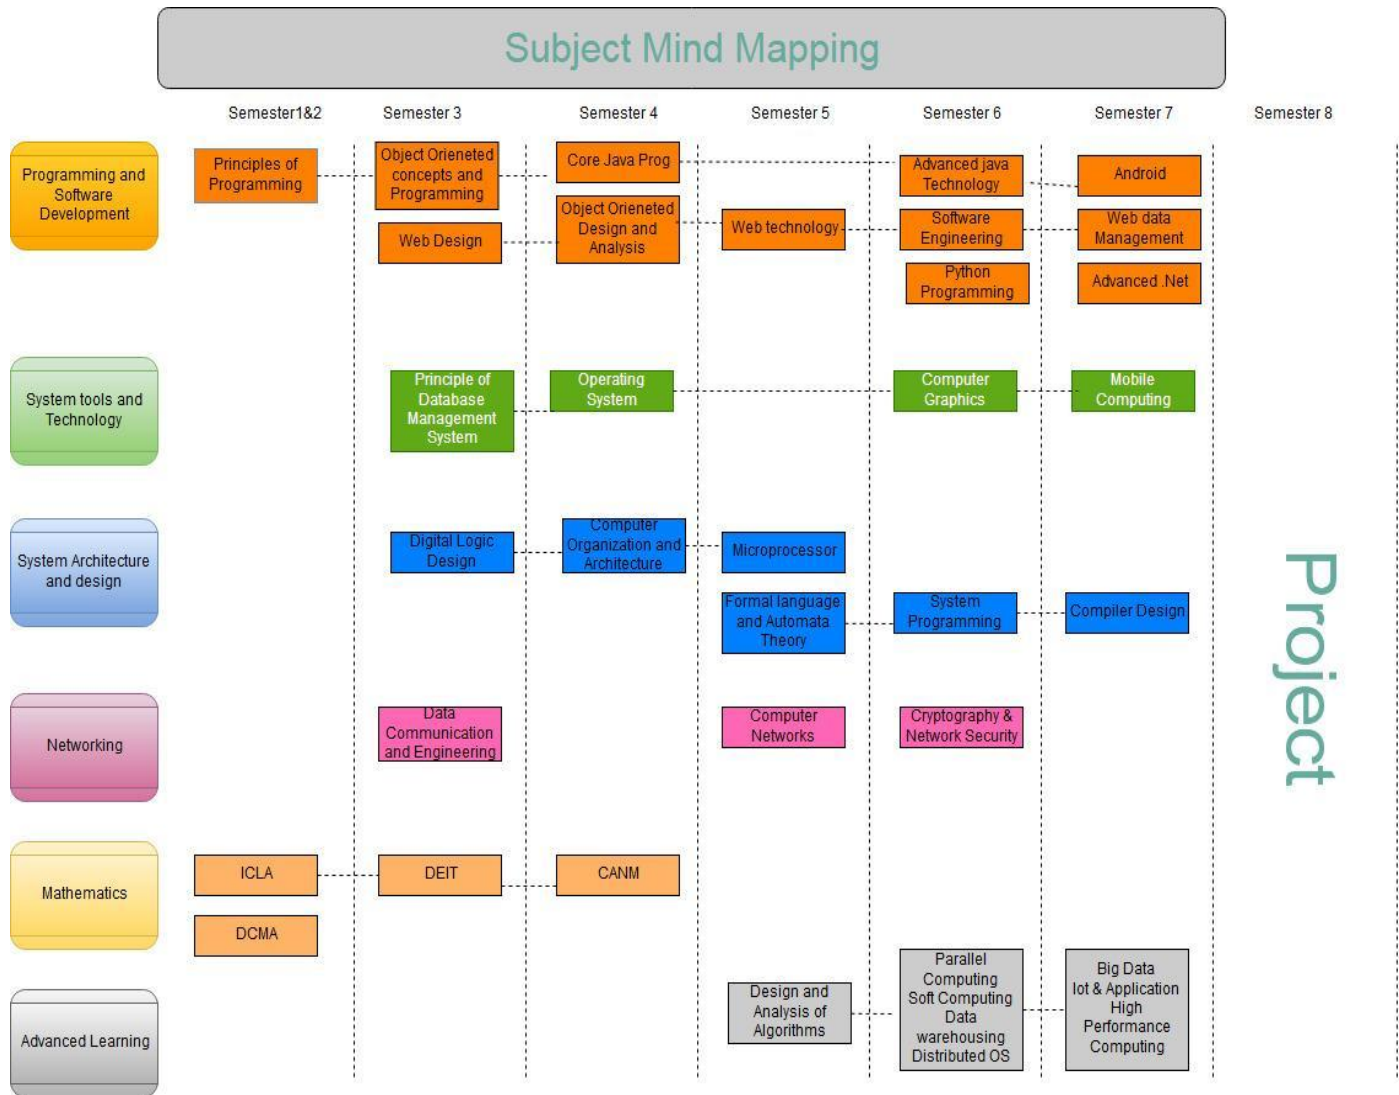 Subject Mind Mapping
Semester1&2
Semester 3
Semester 4
Semester 5
Semester 6
Semester 7
Semester 8
Programming and
Software
Development
Principles of
Programming
Object Orieneted
concepts and
Programming
Core Java Prog
Advanced java
Technology
Android
Web Design
Object Orieneted
Design and
Analysis
Web technology
Software
Engineering
Web data
Management
Python
Programming
Advanced .Net
System tools and
Technology
Principle of
Database
Management
System
Operating
System
Computer
Graphics
Mobile
Computing
System Architecture
and design
Digital Logic
Design
Computer
Organization and
Architecture
Microprocessor
Formal language
and Automata
Theory
System
Programming
Compiler Design
Project
Networking
Data
Communication
and Engineering
Computer
Networks
Cryptography &
Network Security
Mathematics
ICLA
DEIT
CANM
DCMA
Advanced Learning
Design and
Analysis of
Algorithms
Parallel
Computing
Soft Computing
Data
warehousing
Distributed OS
Big Data
Iot & Application
High
Performance
Computing